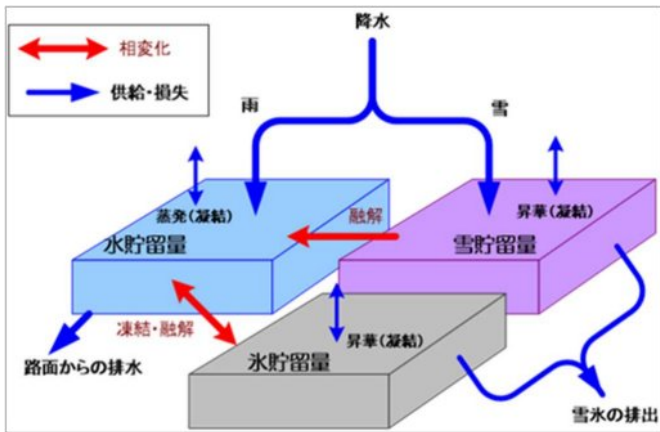 降水
相変化
供給・損失
雨
雪
蒸発(凝結)
水貯留量
融解
昇華(凝結)
雪貯留量
凍結・融解
昇華(凝結)
氷貯留量
路面からの排水
雪氷の排出